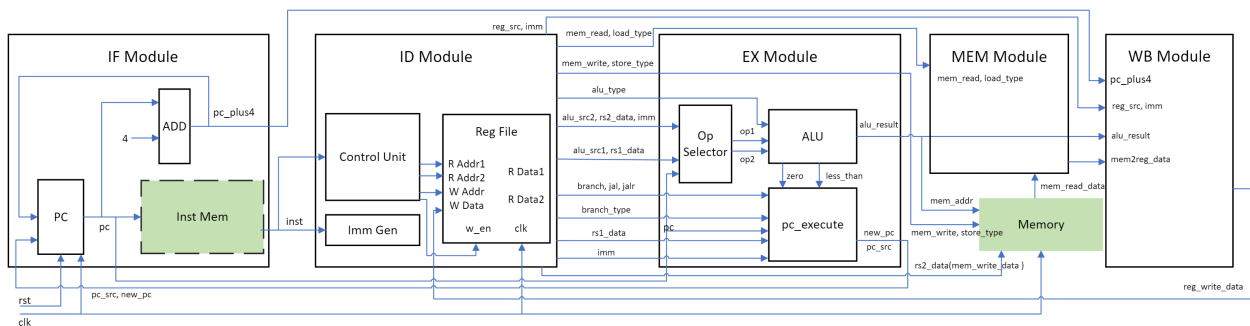 reg_src, imm
mem_read, load_type
IF Module
ID Module
EX Module
MEM Module
WB Module
mem_write, store_type
mem_read, load_type
pc_plus4
alu_type
reg_src, imm
pc_plus4
ADD
4
alu_src2, rs2_data, imm
Op
Selector
op1
op2
ALU
alu_result
alu_result
Control Unit
Reg File
R Addr1
R Addr2
W Addr
W Data
R Data1
R Data2
w_en
clk
alu_src1, rs1_data
zero
less_than
mem2reg_data
mem_read_data
branch, jal, jalr
PC
pc
Inst Mem
inst
Imm Gen
branch_type
pc
pc_execute
mem_addr
Memory
rs1_data
new_pc
pc_src
mem_write, store_type
imm
rs2_data(mem_write_data )
rst
pc_src, new_pc
reg_write_data
clk